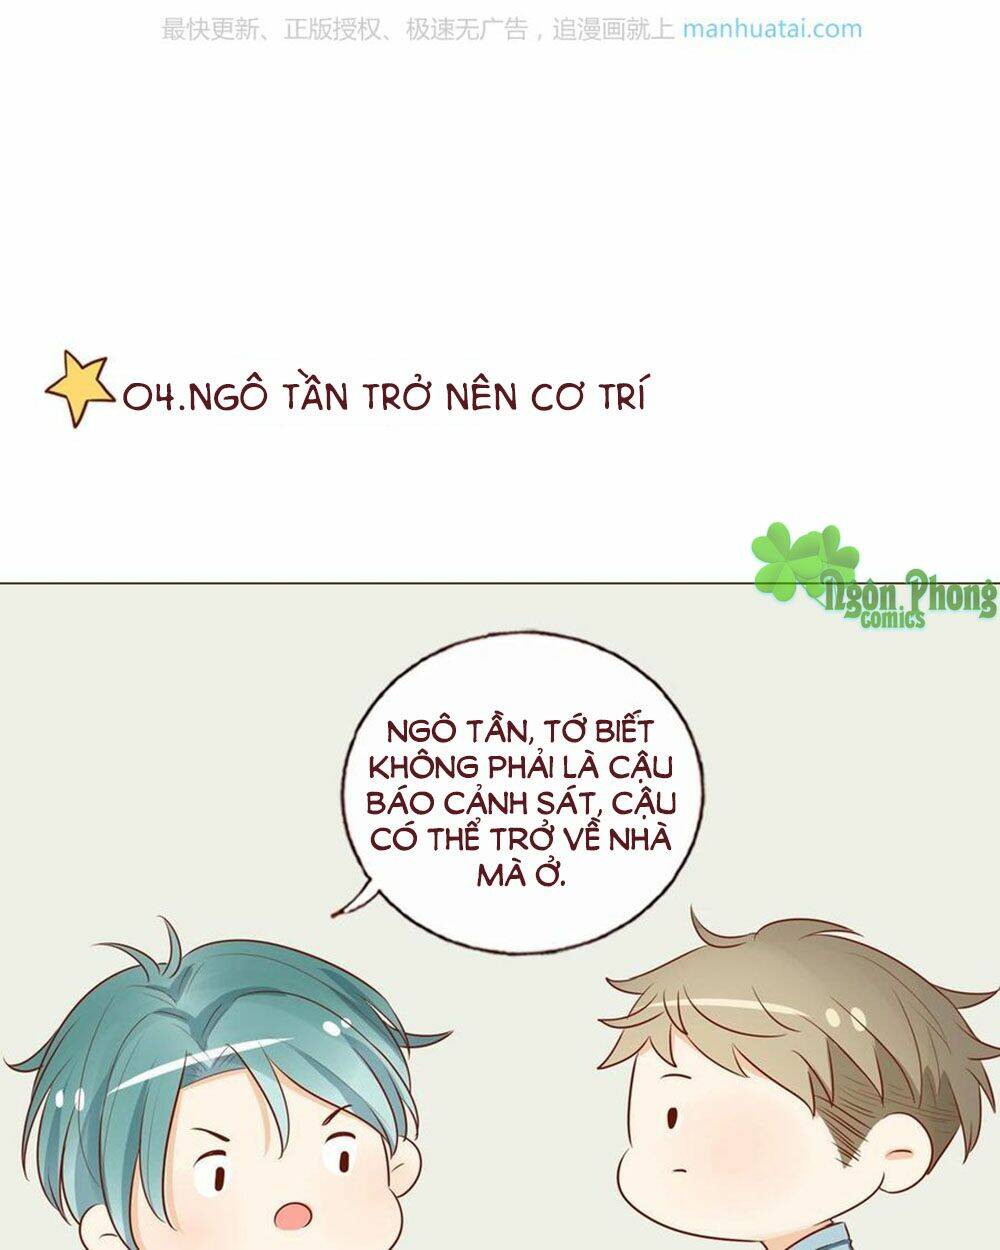 最快更新、正版授权、极速无广告，追漫画就上 manhuatai.com
04.NGÔ TẦN TRỞ NÊN CƠ TRÍ
Ngôn Phong
comics
NGÔ TẦN, TỚ BIẾT
KHÔNG PHẢI LÀ CẬU
BÁO CẢNH SÁT, CẬU
CÓ THỂ TRỞ VỀ NHÀ
MÀ Ở.